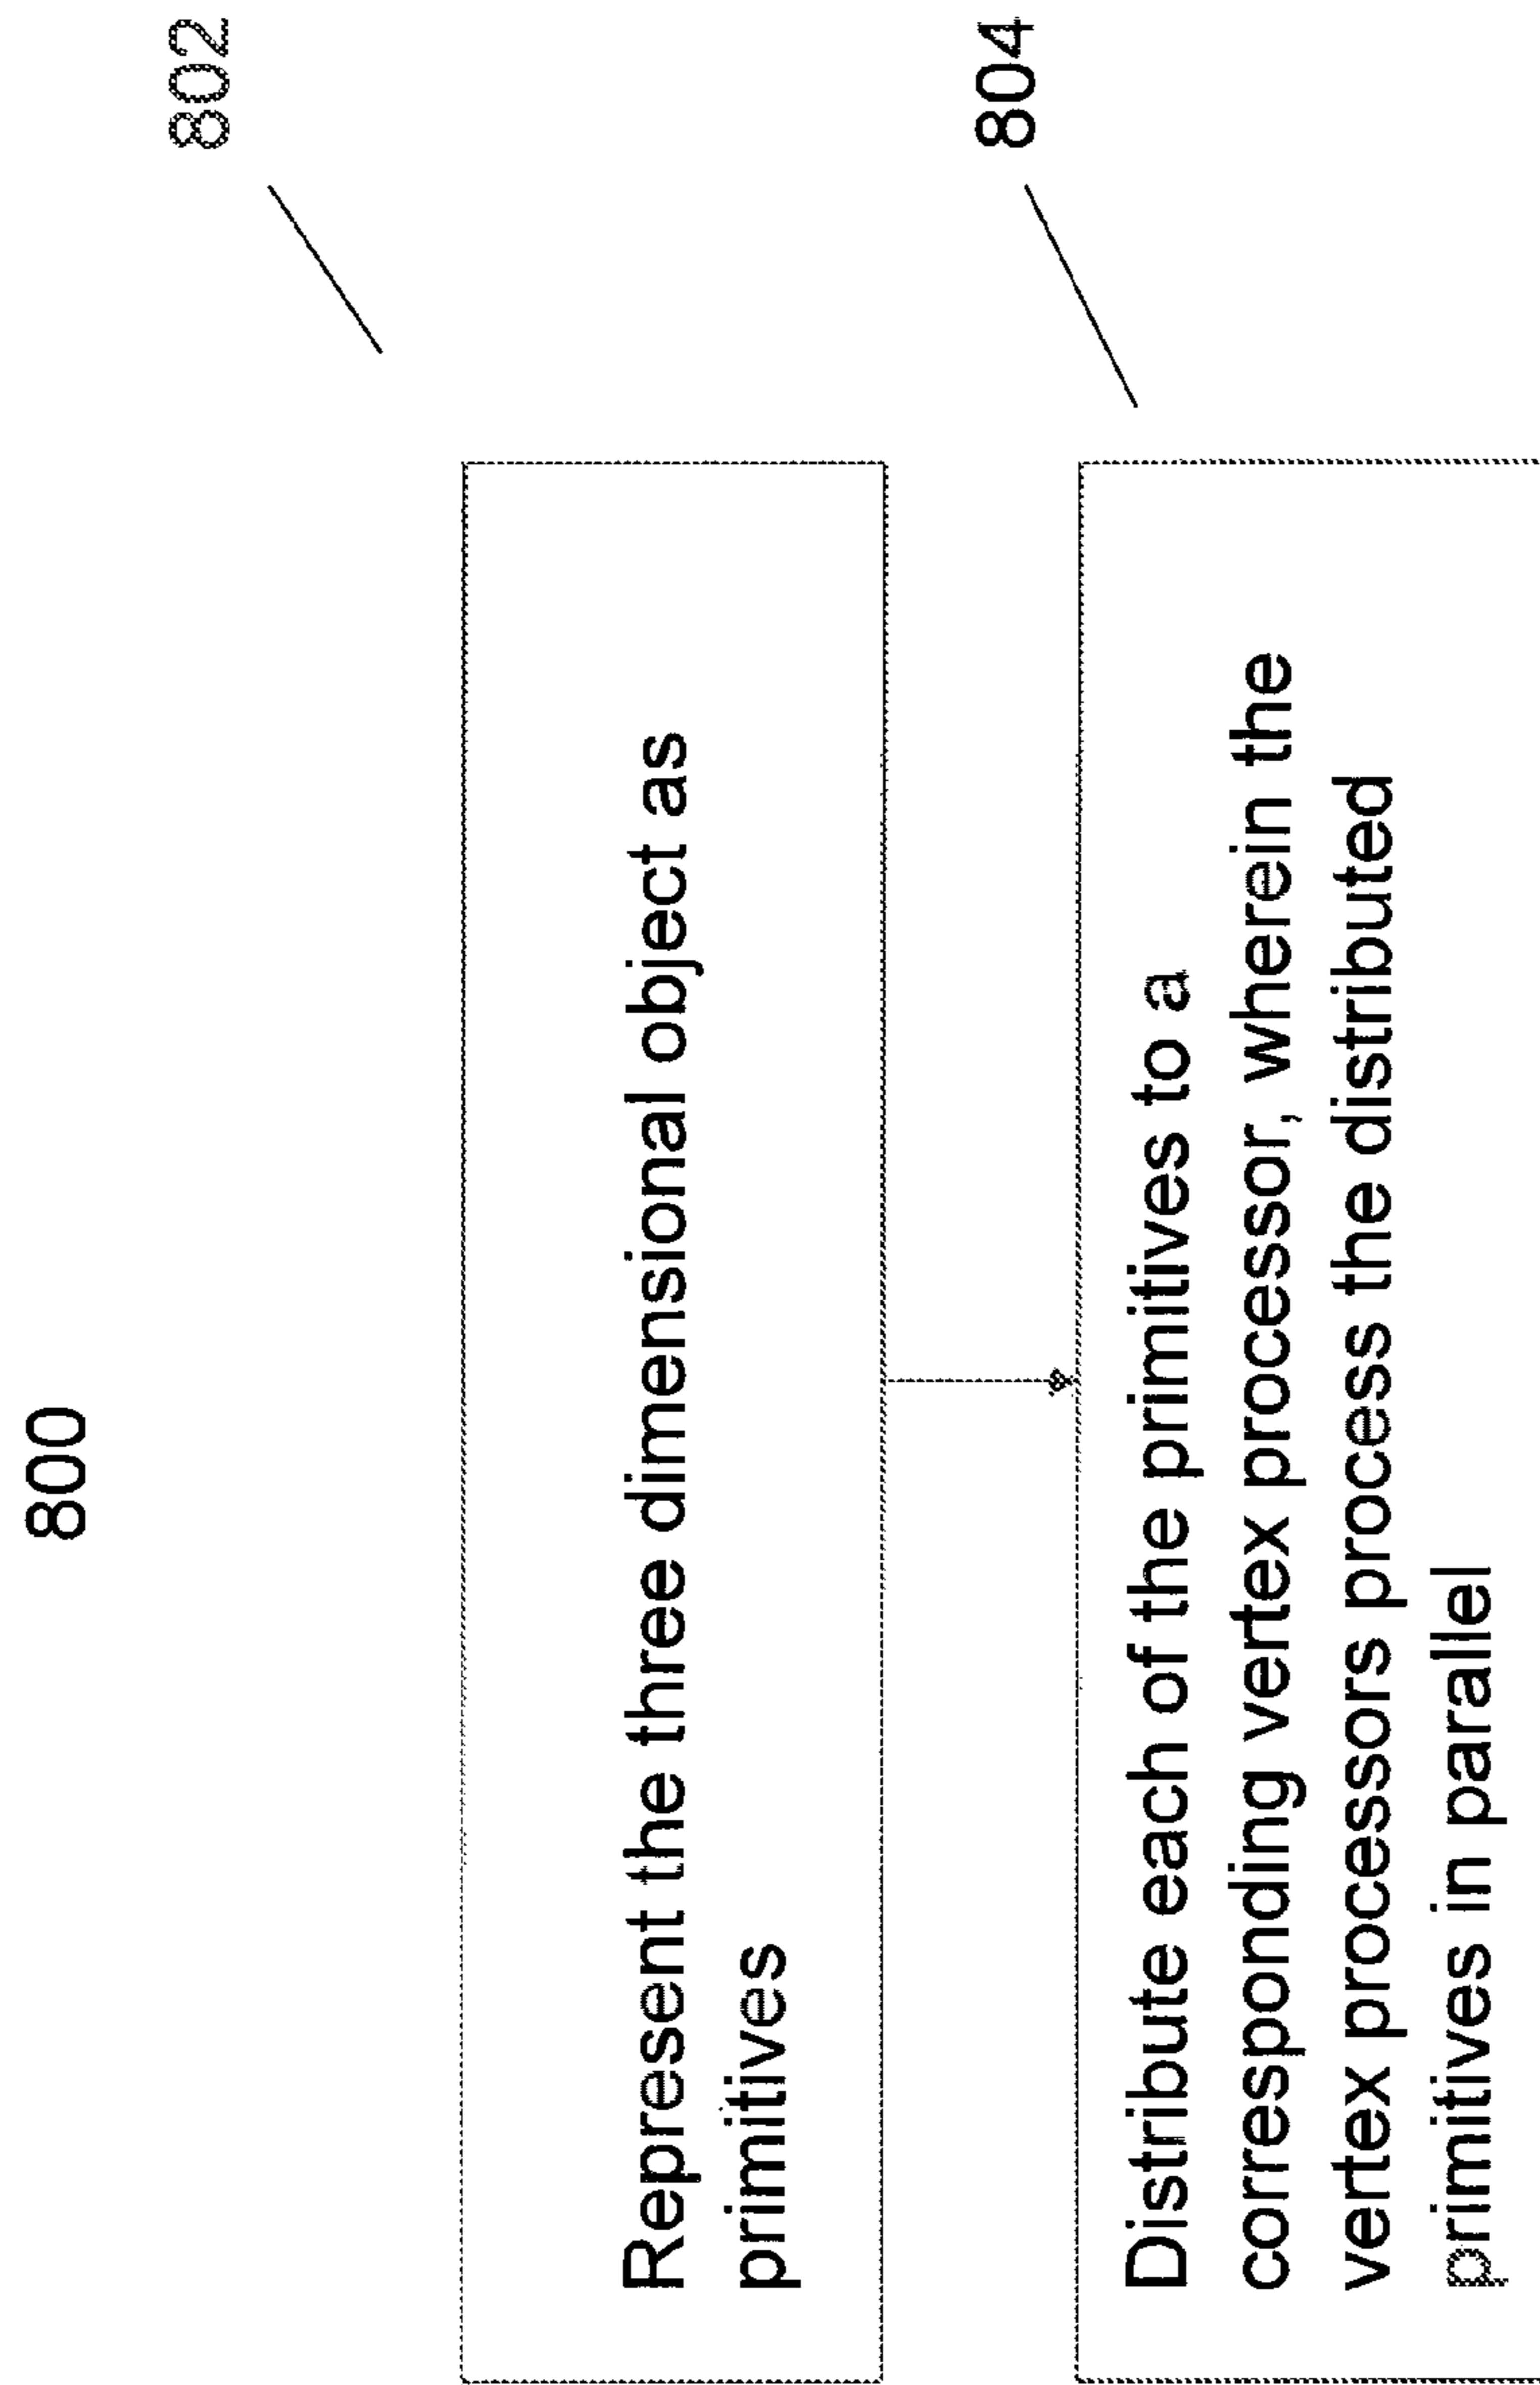 800
802
Represent the three dimensional object as
primitives
804
Distribute each of the primitives to a
corresponding vertex processor, wherein the
vertex processors process the distributed
primitives in parallel